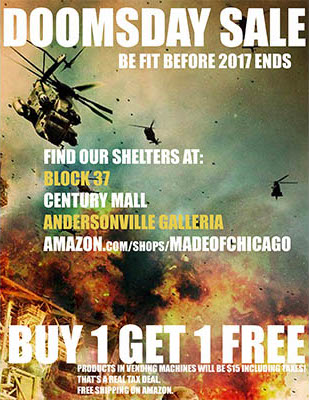 DOOMSDAY SALE
BE FIT BEFORE 2017 ENDS
FIND OUR SHELTERS AT:
BLOCK 37
CENTURY MALL
ANDERSONVILLE GALLERIA
AMAZON.COM/SHOPS/MADEOFCHICAGO
BUY 1 GET 1 FREE
PRODUCTS IN VENDING MACHINES WILL BE $15 INCLUDING TAXES!
THAT'S A REAL TAX DEAL.
FREE SHIPPING ON AMAZON.